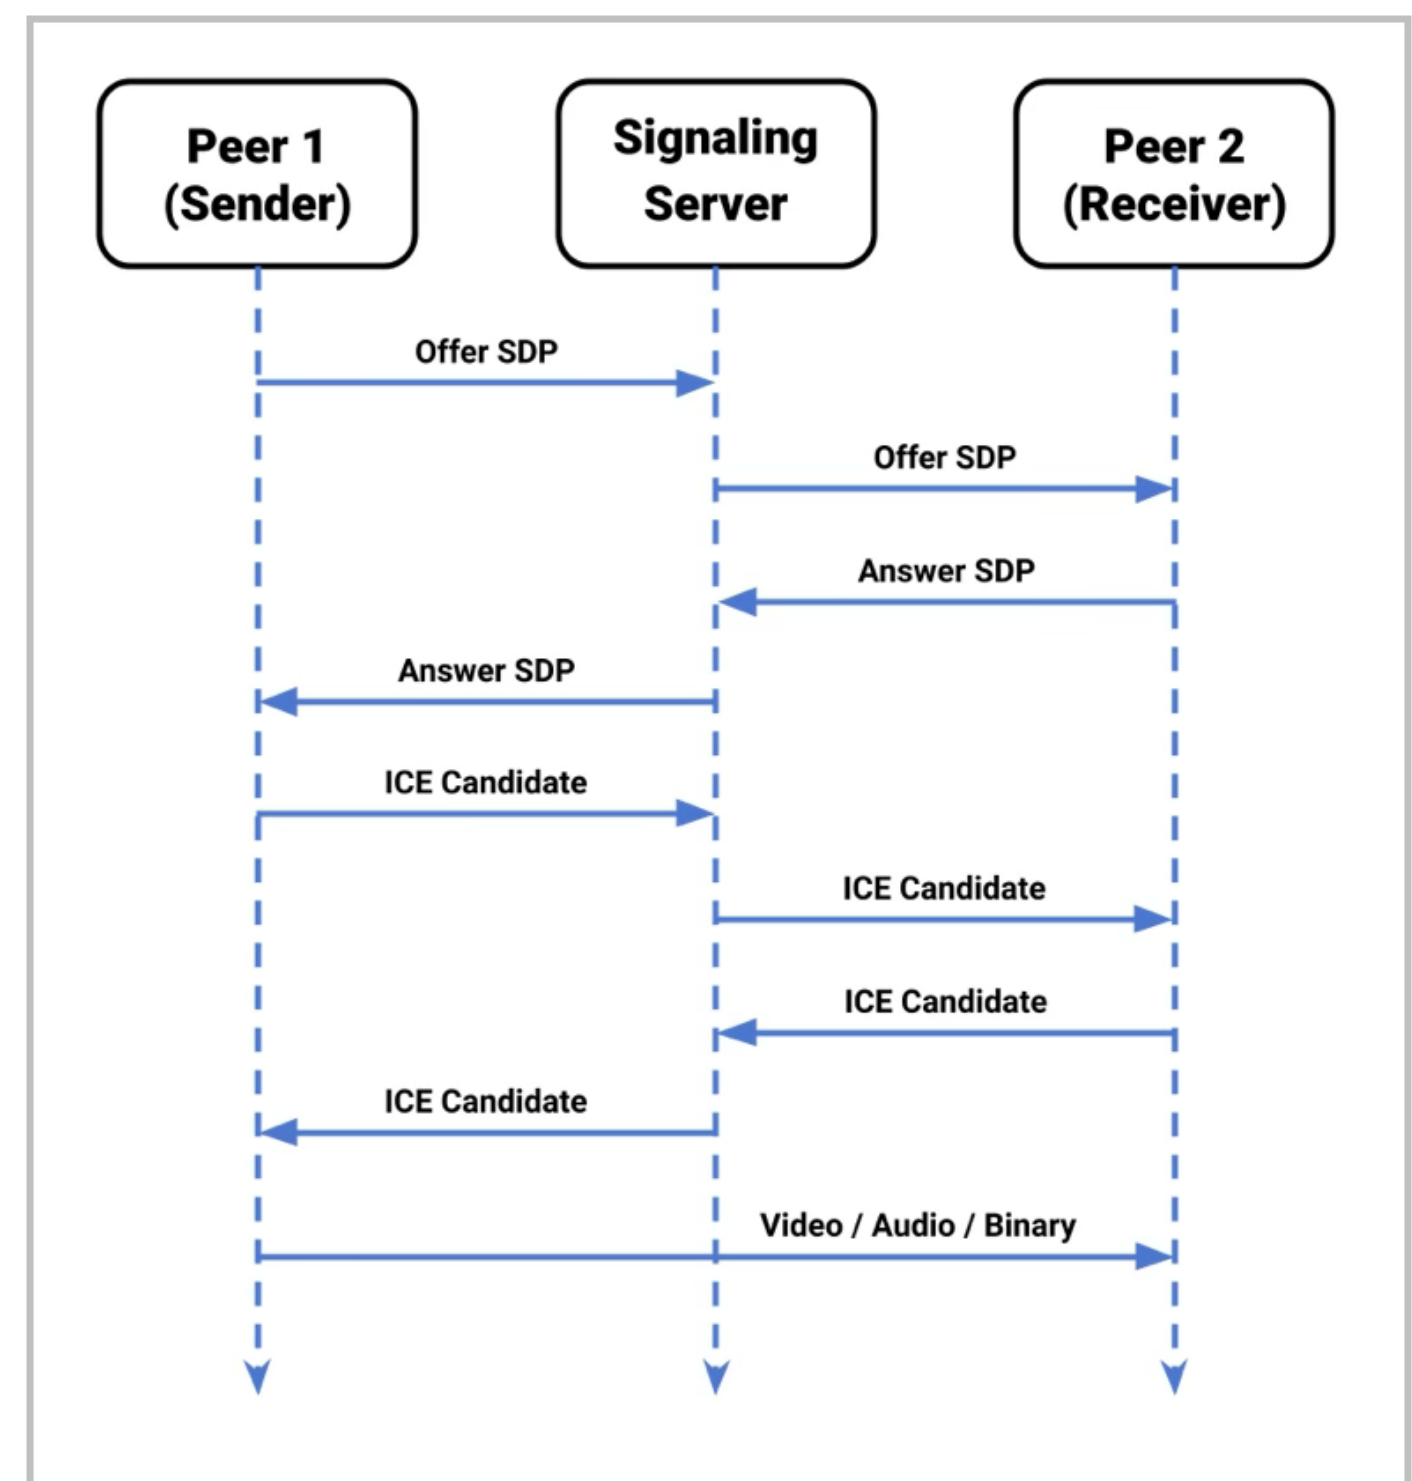 Peer 1
(Sender)
Signaling
Server
Peer 2
(Receiver)
Offer SDP
Offer SDP
Answer SDP
Answer SDP
ICE Candidate
ICE Candidate
ICE Candidate
ICE Candidate
Video / Audio / Binary